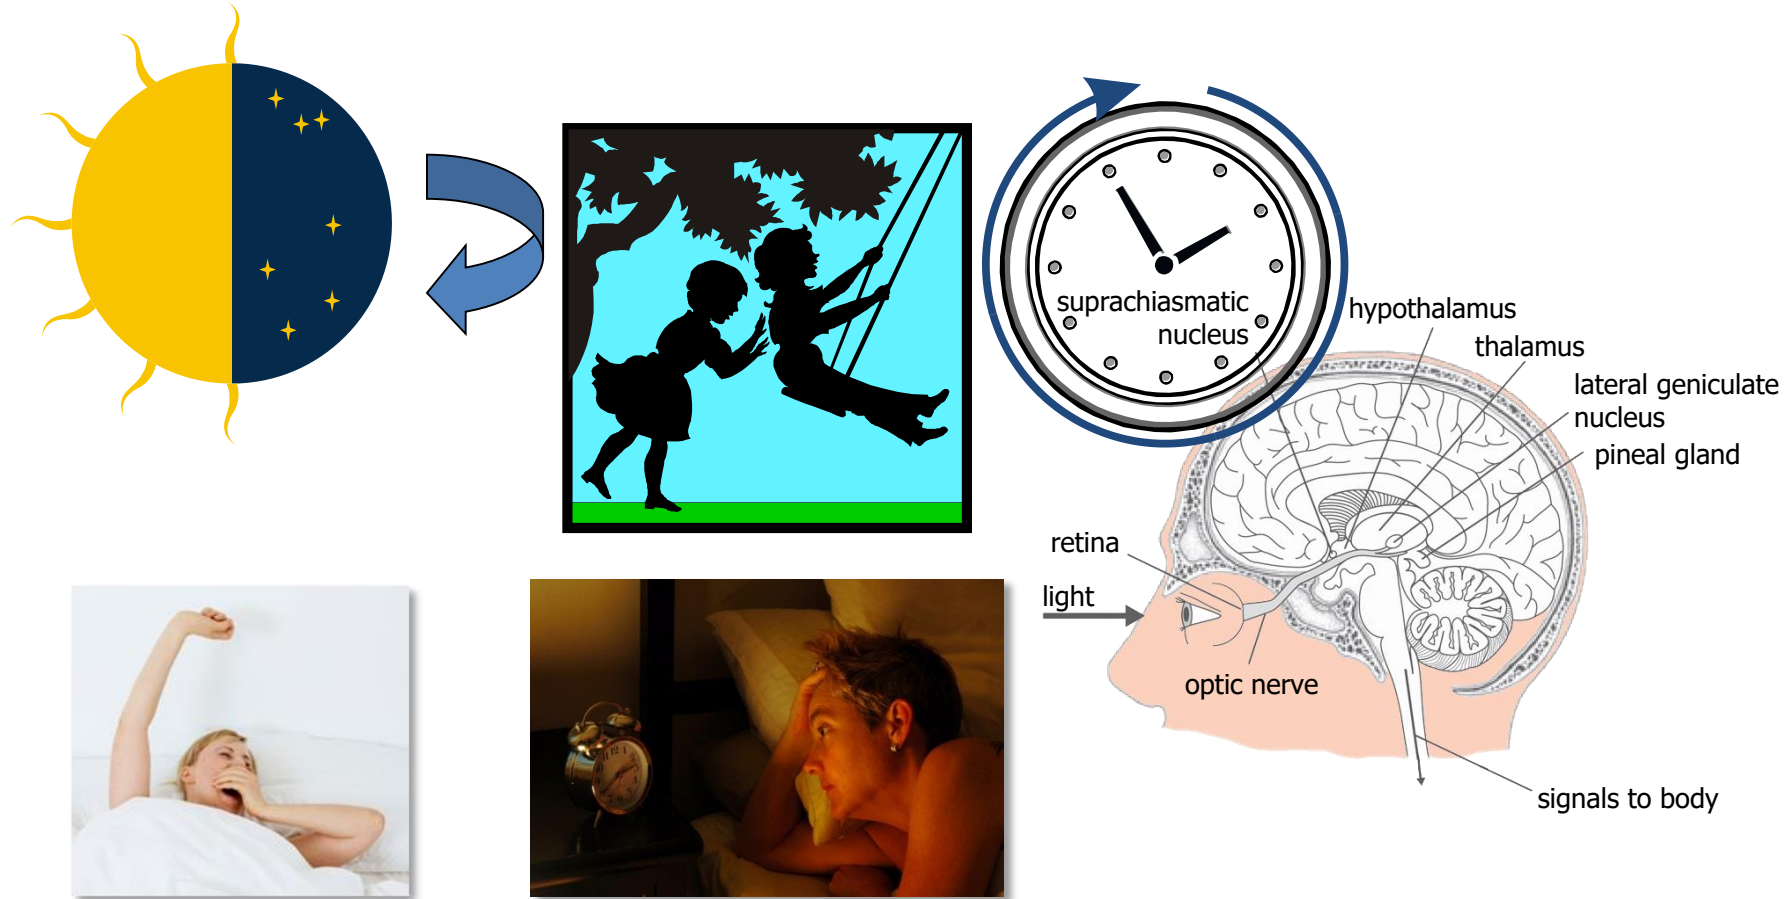 suprachiasmatic
nucleus
hypothalamus
thalamus
lateral geniculate
nucleus
pineal gland
retina
light
optic nerve
signals to body